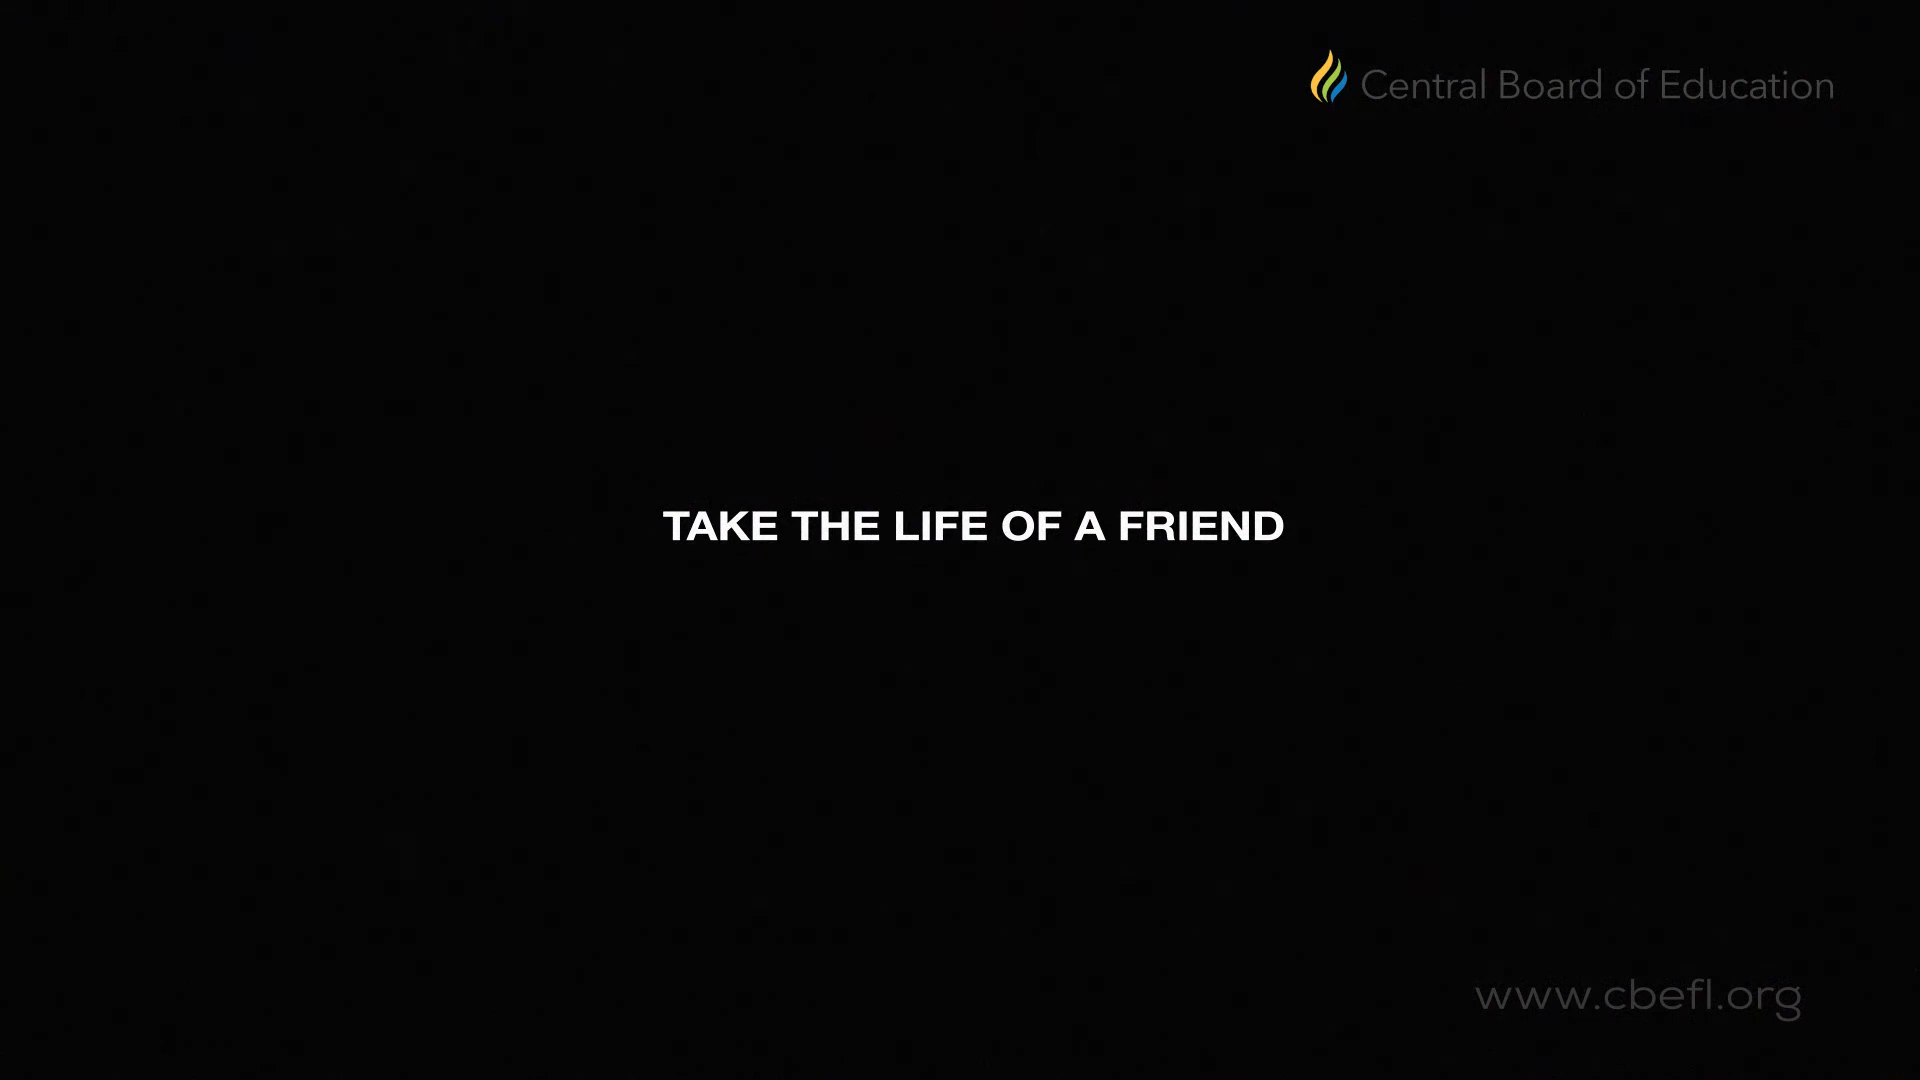 Central Board of Education
TAKE THE LIFE OF A FRIEND
www.cbefl.org